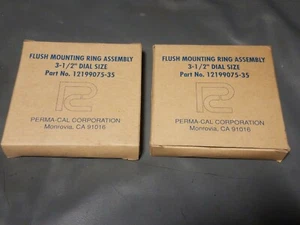 FLUSH MOUNTING RING ASSEMBLY
3-1/2" DIAL SIZE
Part No. 12199075-35
PERMA-CAL CORPORATION
Monrovia, CA 91016
FLUSH MOUNTING RING ASSEMBLY
3-1/2" DIAL SIZE
Part No. 12199075-35
PERMA-CAL CORPORATION
Monrovia, CA 91016